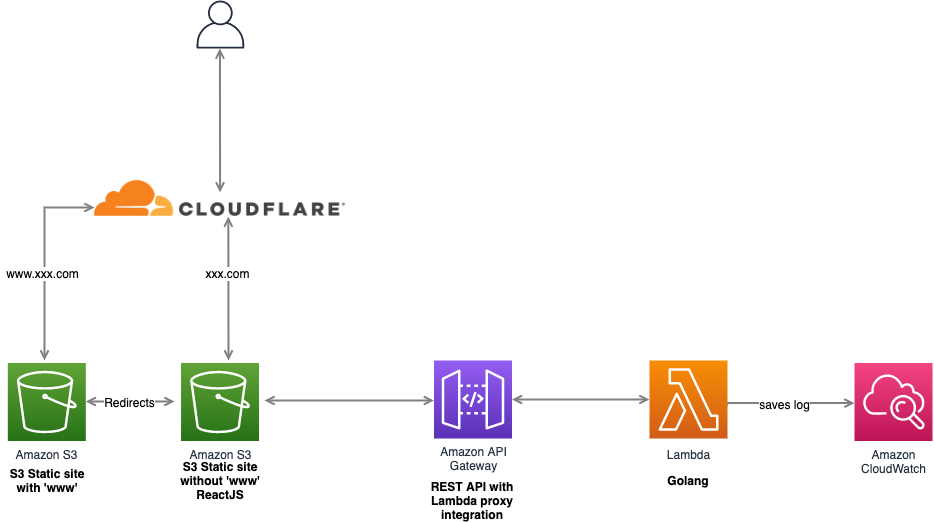 CLOUDFLARE®
www.xxx.com
xxx.com
Redirects
saves log
Amazon S3
S3 Static site
with 'www'
Amazon S3
S3 Static site
without 'www'
ReactJS
Amazon API
Gateway
REST API with
Lambda proxy
integration
Lambda
Golang
Amazon
CloudWatch